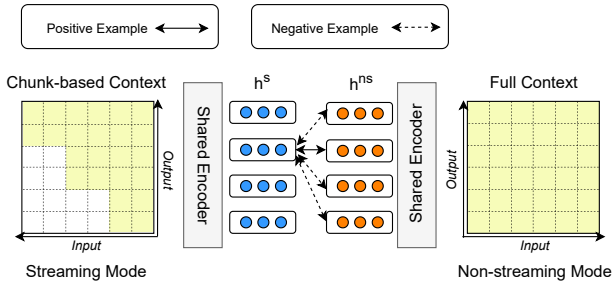 Positive Example
Negative Example
Chunk-based Context
h^s
h^ns
Full Context
Shared Encoder
Shared Encoder
Output
Output
Input
Input
Streaming Mode
Non-streaming Mode